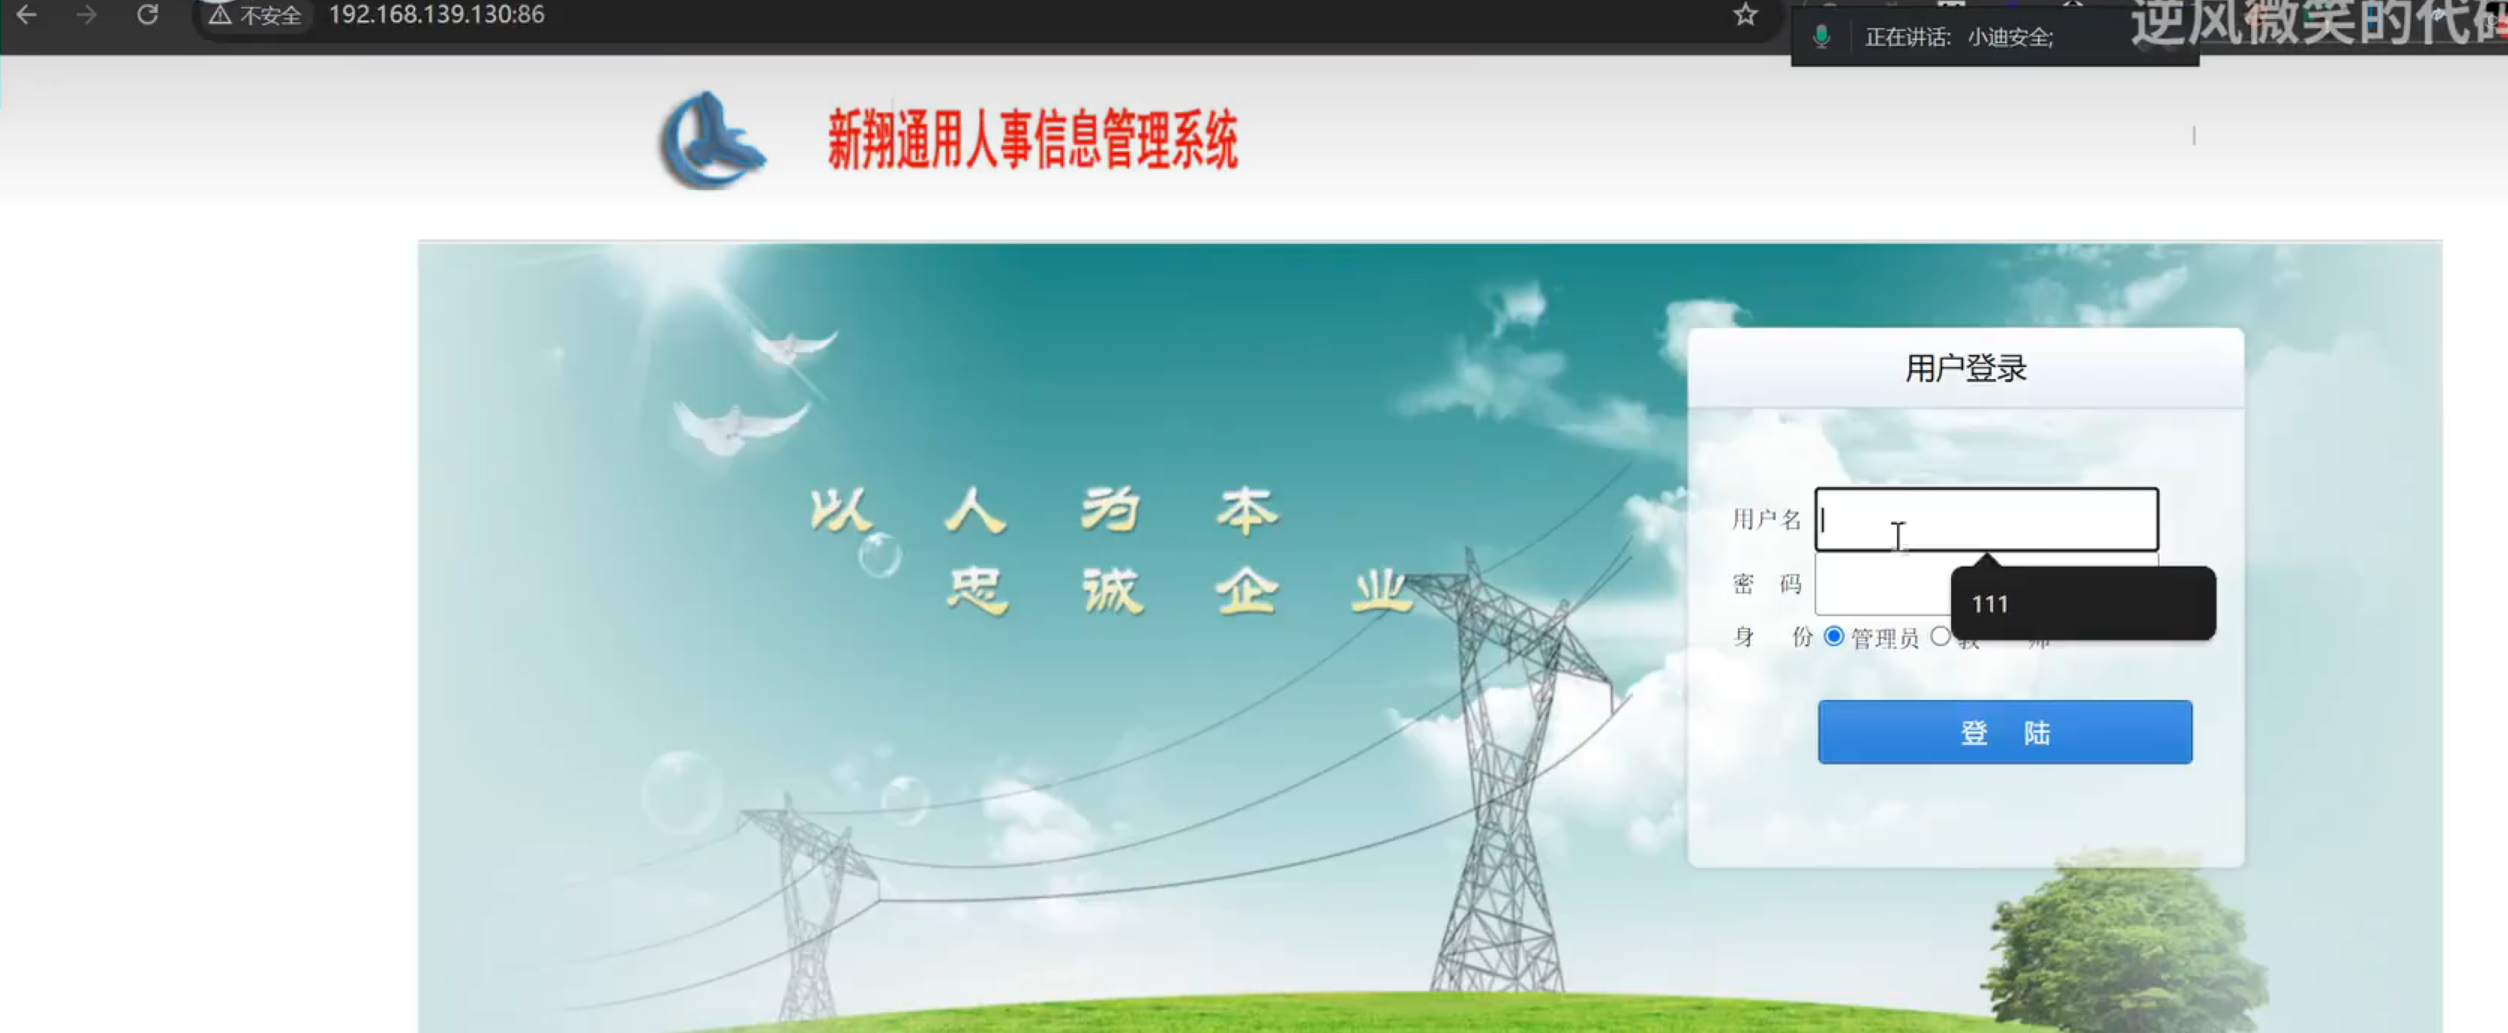 不安全 192.168.139.130:86
正在讲话: 小迪安全;
逆风微笑的代码
新翔通用人事信息管理系统
用户登录
以人为本
忠诚企业
用户名
密 码
111
身 份 管理员 教 师
登 陆